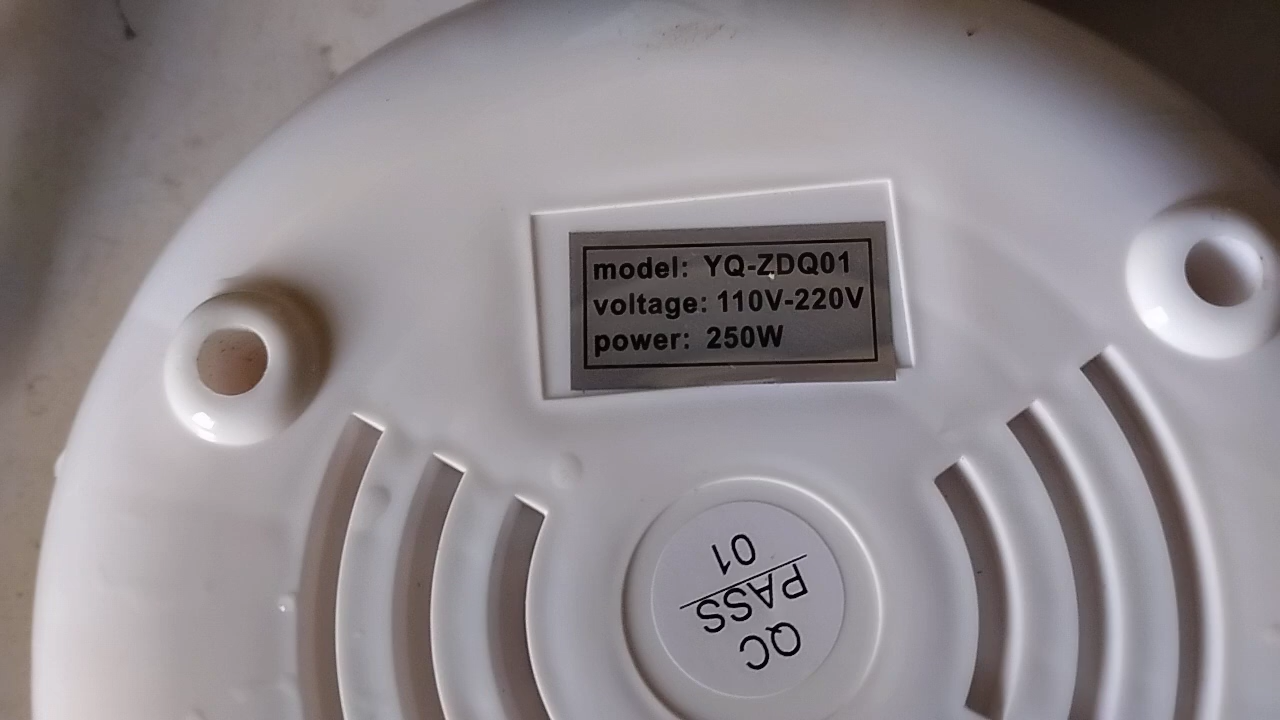 model: YQ-ZDQ01
voltage: 110V-220V
power: 250W
QC
PASS
01